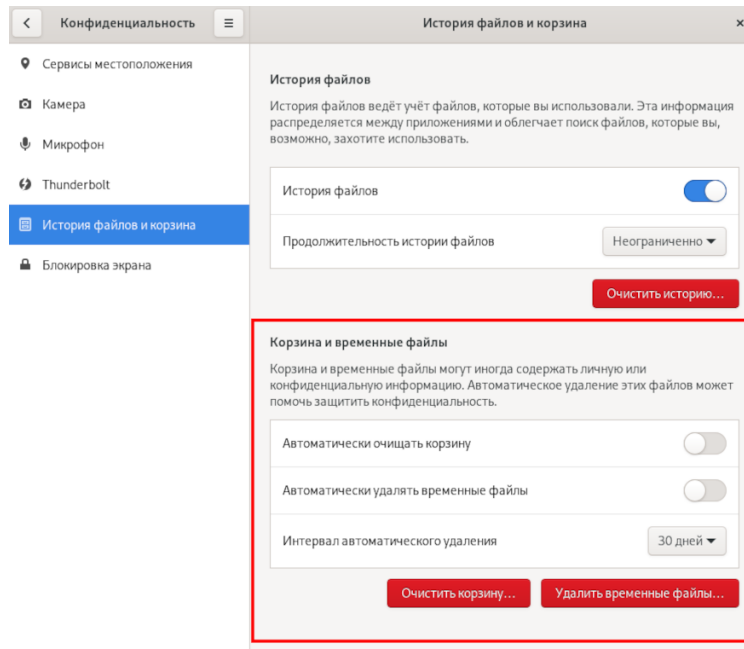 Конфиденциальность
История файлов и корзина
Сервисы местоположения
Камера
Микрофон
Thunderbolt
История файлов и корзина
Блокировка экрана
История файлов
История файлов ведёт учёт файлов, которые вы использовали. Эта информация
распределяется между приложениями и облегчает поиск файлов, которые вы,
возможно, захотите использовать.
История файлов
Продолжительность истории файлов
Неограниченно
Очистить историю...
Корзина и временные файлы
Корзина и временные файлы могут иногда содержать личную или
конфиденциальную информацию. Автоматическое удаление этих файлов может
помочь защитить конфиденциальность.
Автоматически очищать корзину
Автоматически удалять временные файлы
Интервал автоматического удаления
30 дней
Очистить корзину...
Удалить временные файлы...